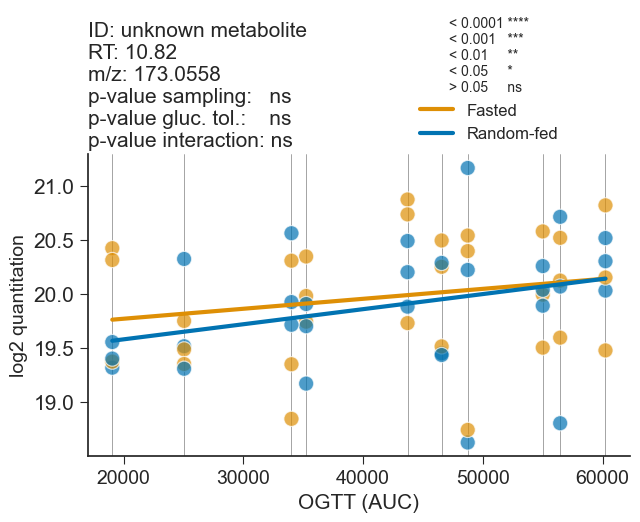 ID: unknown metabolite
RT: 10.82
m/z: 173.0558
p-value sampling: ns
p-value gluc. tol.: ns
p-value interaction: ns
< 0.0001 ****
< 0.001 ***
< 0.01 **
< 0.05 *
> 0.05 ns
Fasted
Random-fed
21.0
20.5
20.0
19.5
19.0
log2 quantitation
20000 30000 40000 50000 60000
OGTT (AUC)